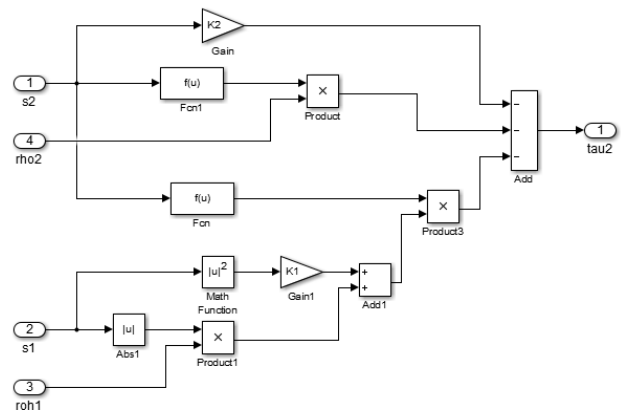 K2
Gain
1
s2
f(u)
Fcn1
×
Product
4
rho2
−
−
−
Add
1
tau2
f(u)
Fcn
×
Product3
|u|²
Math
Function
K1
Gain1
+
+
Add1
2
s1
|u|
Abs1
×
Product1
3
roh1